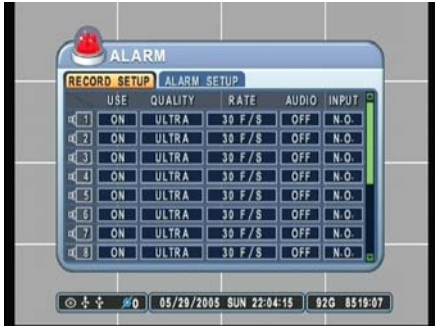 ALARM
RECORD SETUP ALARM SETUP
USE QUALITY RATE AUDIO INPUT
1 ON ULTRA 30 F/S OFF N.O.
2 ON ULTRA 30 F/S OFF N.O.
3 ON ULTRA 30 F/S OFF N.O.
4 ON ULTRA 30 F/S OFF N.O.
5 ON ULTRA 30 F/S OFF N.O.
6 ON ULTRA 30 F/S OFF N.O.
7 ON ULTRA 30 F/S OFF N.O.
8 ON ULTRA 30 F/S OFF N.O.
0 05/29/2005 SUN 22:04:15 92G 8519:07